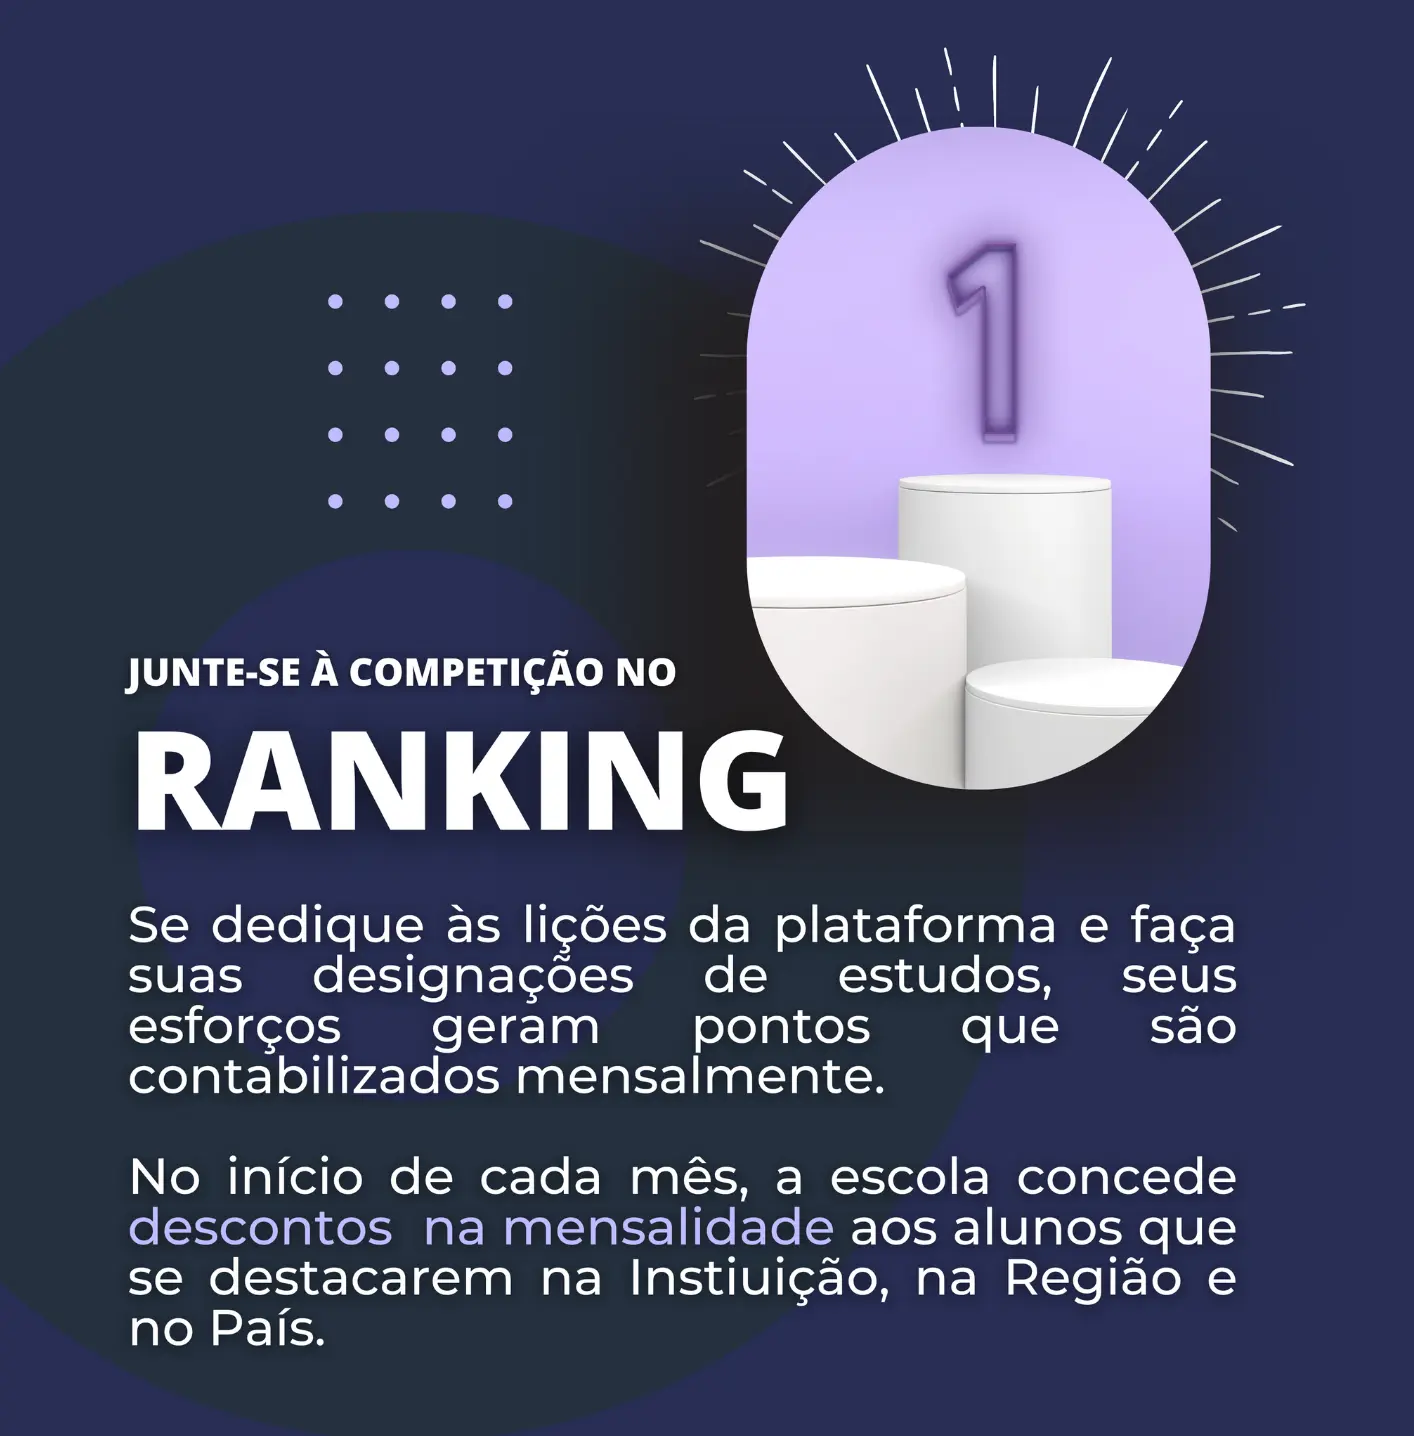 1
JUNTE-SE À COMPETIÇÃO NO
RANKING
Se dedique às lições da plataforma e faça
suas designações de estudos, seus
esforços geram pontos que são
contabilizados mensalmente.
No início de cada mês, a escola concede
descontos na mensalidade aos alunos que
se destacarem na Instiuição, na Região e
no País.